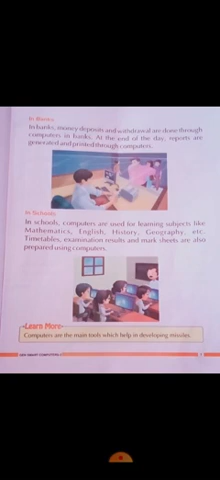 In Banks
In banks, money deposits and withdrawal are done through
computers in banks. At the end of the day, reports are
generated and printed through computers.
In Schools
In schools, computers are used for learning subjects like
Mathematics, English, History, Geography, etc.
Timetables, examination results and mark sheets are also
prepared using computers.
Learn More
Computers are the main tools which help in developing missiles